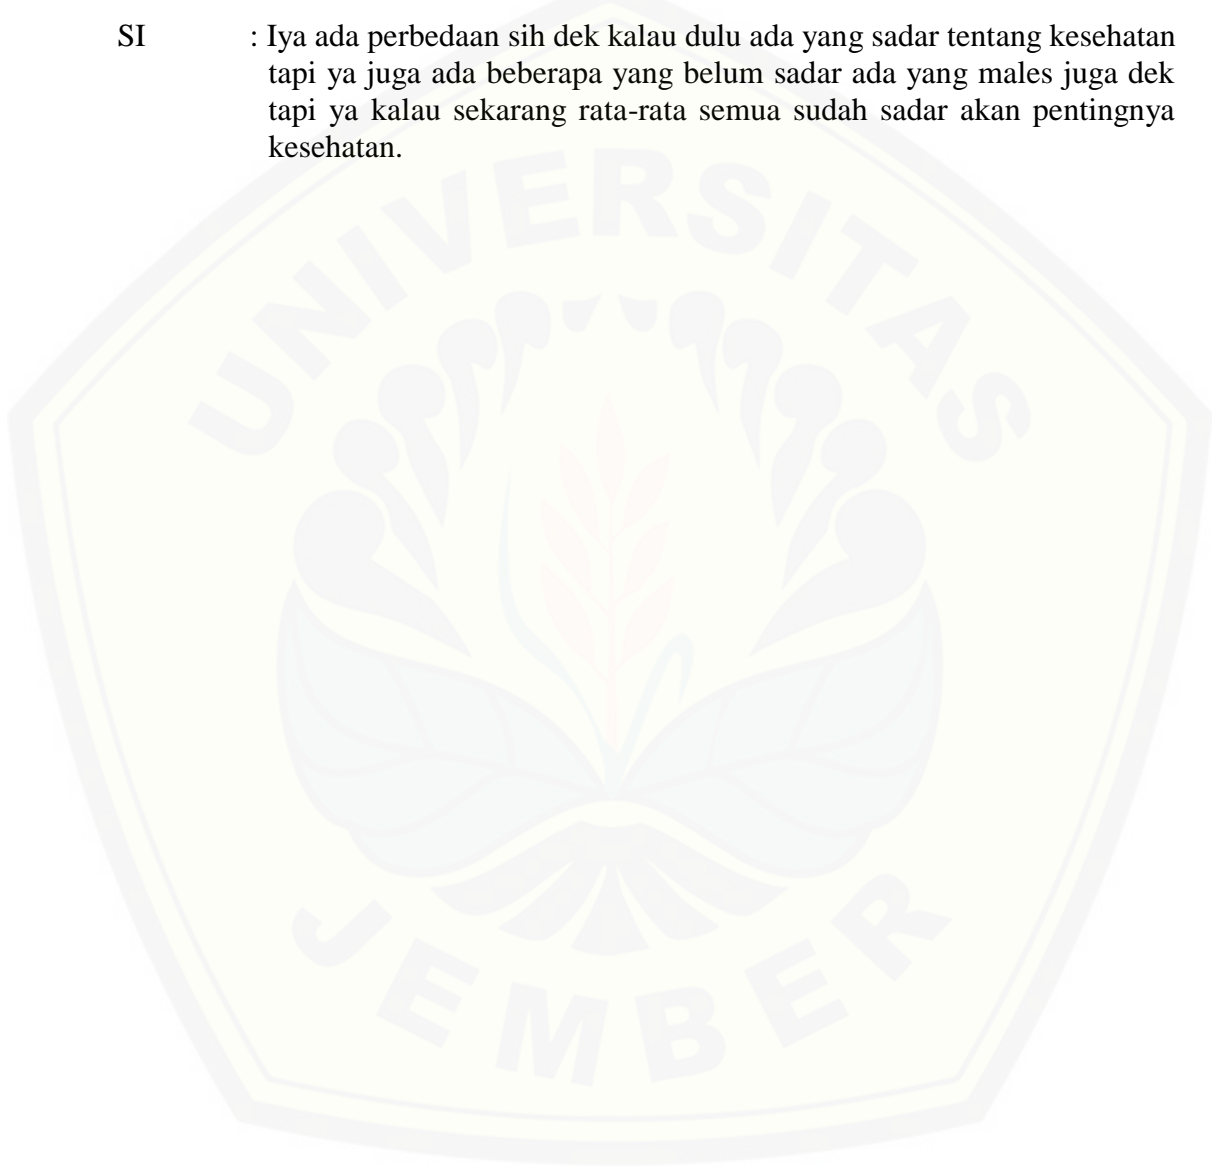 SI : Iya ada perbedaan sih dek kalau dulu ada yang sadar tentang kesehatan
tapi ya juga ada beberapa yang belum sadar ada yang males juga dek
tapi ya kalau sekarang rata-rata semua sudah sadar akan pentingnya
kesehatan.
UNIVERSITAS
JEMBER